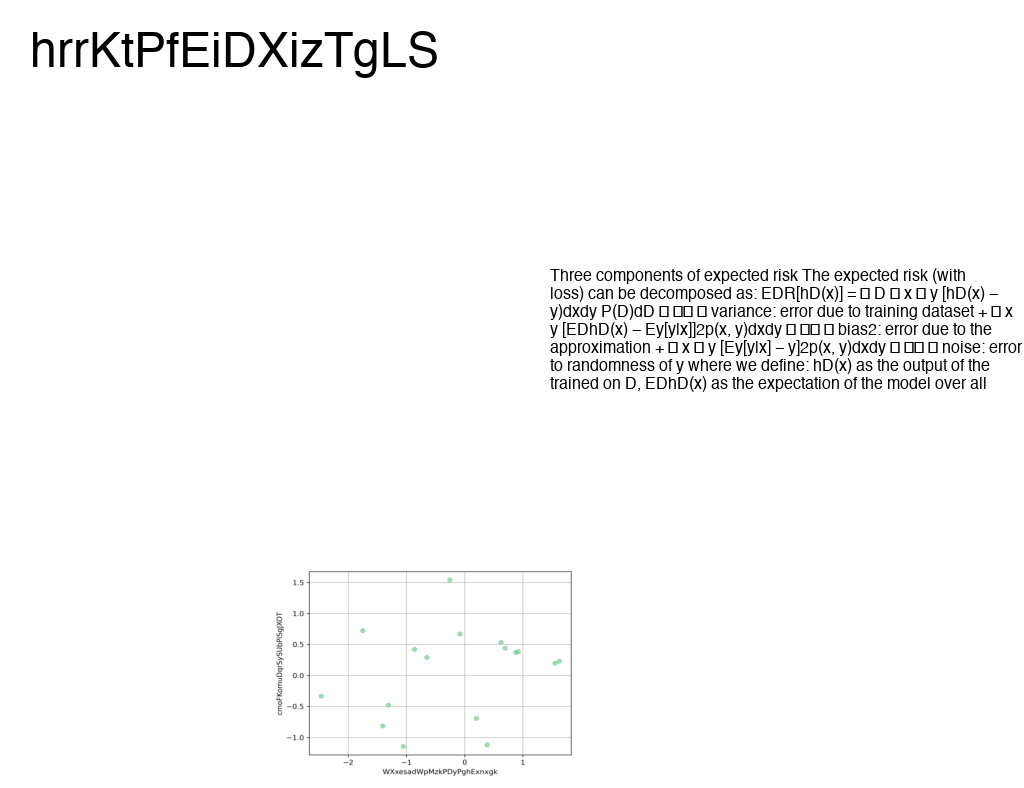 hrrKtPfEiDXizTgLS
Three components of expected risk The expected risk (with
loss) can be decomposed as: EDR[hD(x)] = □ D □ x □ y [hD(x) −
y)dxdy P(D)dD □ □□ □ variance: error due to training dataset + □ x
y [EDhD(x) − Ey[y|x]]2p(x, y)dxdy □ □□ □ bias2: error due to the
approximation + □ x □ y [Ey[y|x] − y]2p(x, y)dxdy □ □□ □ noise: error
to randomness of y where we define: hD(x) as the output of the
trained on D, EDhD(x) as the expectation of the model over all
1.5
1.0
0.5
0.0
−0.5
−1.0
−2 −1 0 1
WXxesadWpMzkPDyPghExnxgk